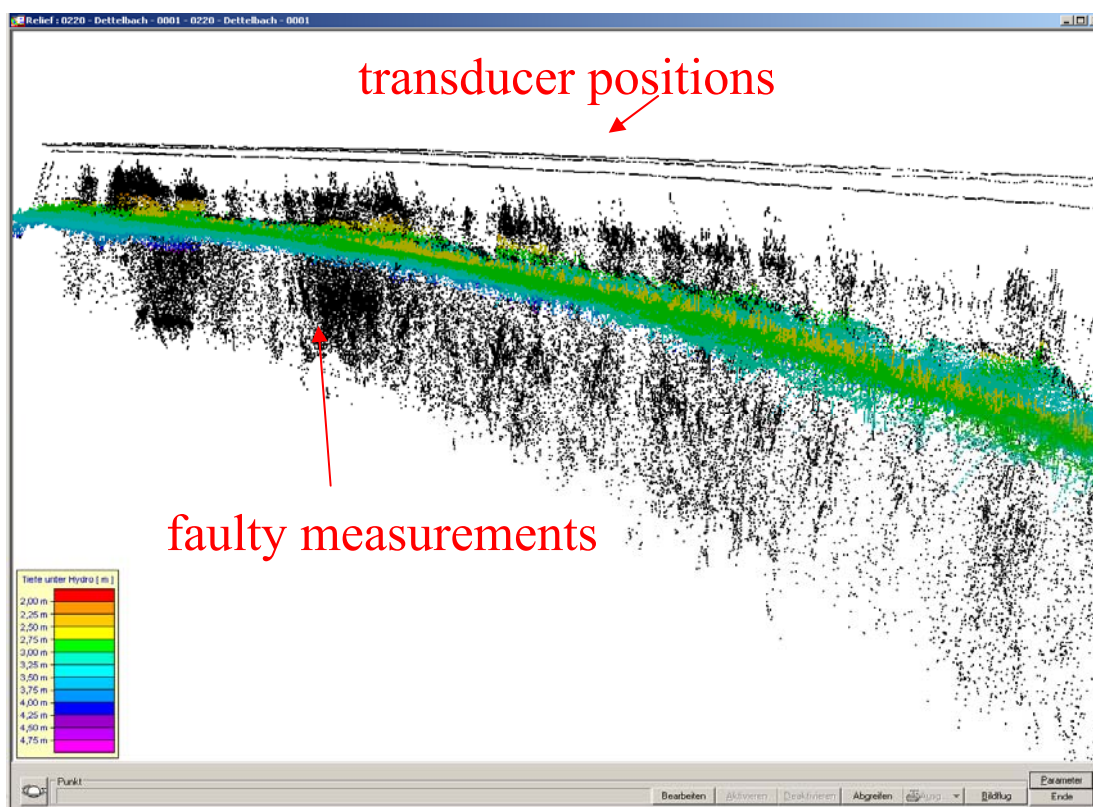 Relief : 0220 - Dettelbach - 0001 - 0220 - Dettelbach - 0001
transducer positions
faulty measurements
Tiefe unter Hydro [ m ]
2,00 m
2,25 m
2,50 m
2,75 m
3,00 m
3,25 m
3,50 m
3,75 m
4,00 m
4,25 m
4,50 m
4,75 m
Punkt
Bearbeiten
Aktivieren
Deaktivieren
Abgreifen
Bildflug
Parameter
Ende